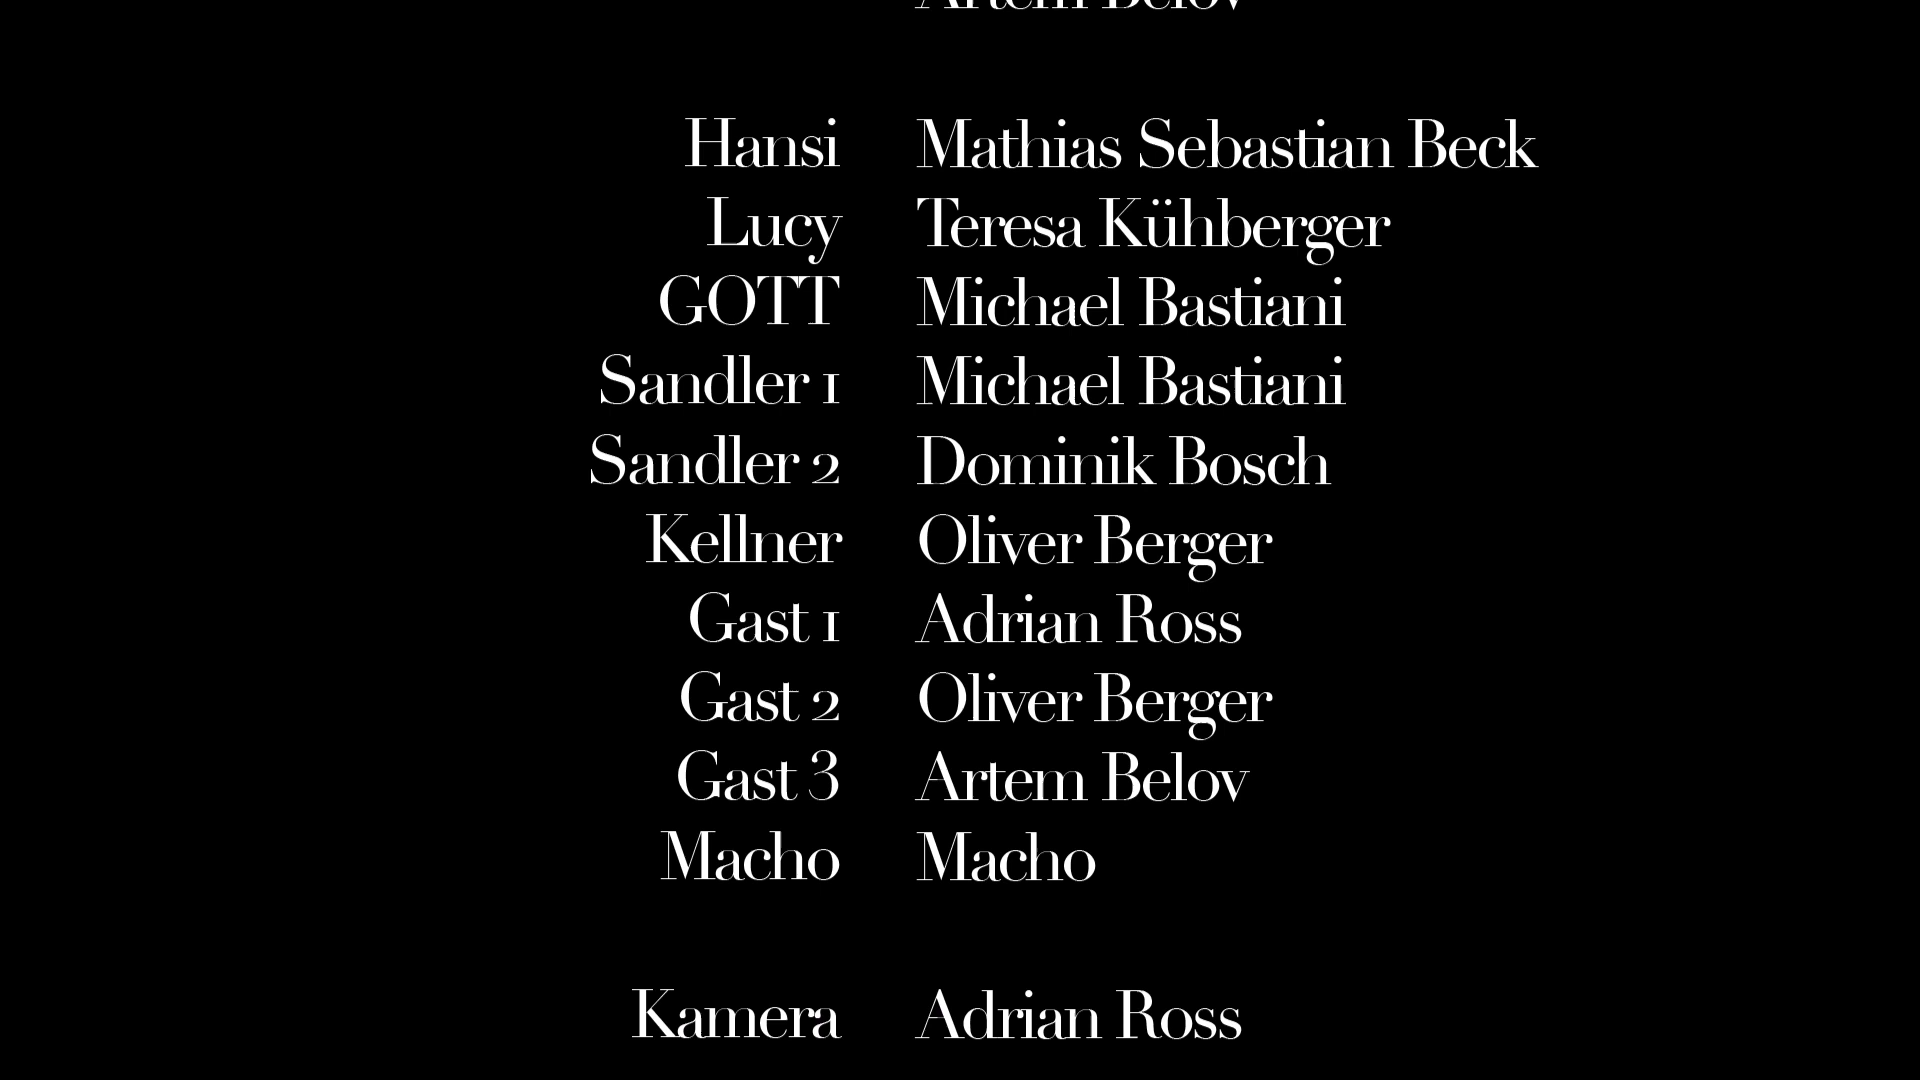 Artem Belov
Hansi Mathias Sebastian Beck
Lucy Teresa Kühberger
GOTT Michael Bastiani
Sandler 1 Michael Bastiani
Sandler 2 Dominik Bosch
Kellner Oliver Berger
Gast 1 Adrian Ross
Gast 2 Oliver Berger
Gast 3 Artem Belov
Macho Macho
Kamera Adrian Ross